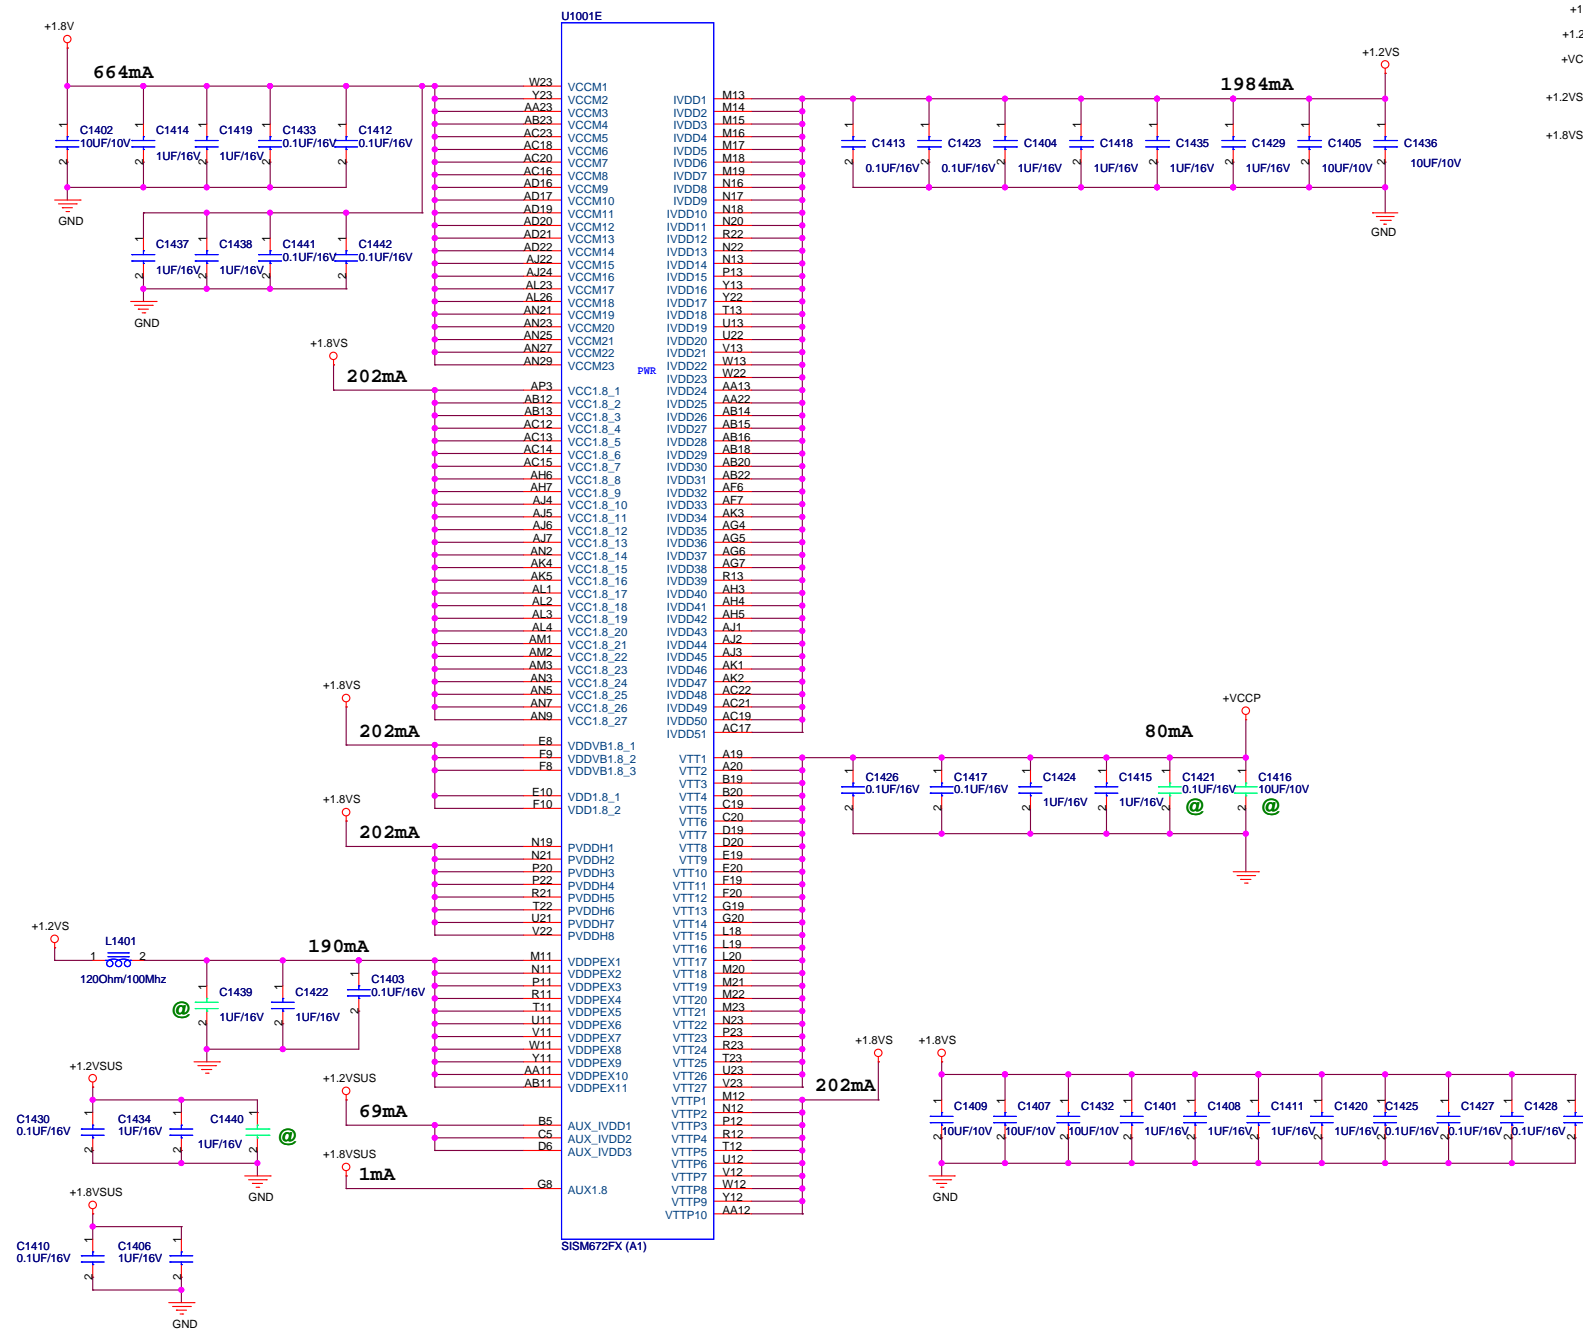 U1001E
+1.8V
664mA
C1402
10UF/10V
C1414
1UF/16V
C1419
1UF/16V
C1433
0.1UF/16V
C1412
0.1UF/16V
GND
C1437
1UF/16V
C1438
1UF/16V
C1441
0.1UF/16V
C1442
0.1UF/16V
GND
W23 VCCM1
Y23 VCCM2
AA23 VCCM3
AB23 VCCM4
AC23 VCCM5
AC18 VCCM6
AC20 VCCM7
AC16 VCCM8
AD16 VCCM9
AD17 VCCM10
AD19 VCCM11
AD20 VCCM12
AD21 VCCM13
AD22 VCCM14
AJ22 VCCM15
AJ24 VCCM16
AL23 VCCM17
AL26 VCCM18
AN21 VCCM19
AN23 VCCM20
AN25 VCCM21
AN27 VCCM22
AN29 VCCM23
+1.8VS
202mA
AP3 VCC1.8_1
AB12 VCC1.8_2
AB13 VCC1.8_3
AC12 VCC1.8_4
AC13 VCC1.8_5
AC14 VCC1.8_6
AC15 VCC1.8_7
AH6 VCC1.8_8
AH7 VCC1.8_9
AJ4 VCC1.8_10
AJ5 VCC1.8_11
AJ6 VCC1.8_12
AJ7 VCC1.8_13
AN2 VCC1.8_14
AK4 VCC1.8_15
AK5 VCC1.8_16
AL1 VCC1.8_17
AL2 VCC1.8_18
AL3 VCC1.8_19
AL4 VCC1.8_20
AM1 VCC1.8_21
AM2 VCC1.8_22
AM3 VCC1.8_23
AN3 VCC1.8_24
AN5 VCC1.8_25
AN7 VCC1.8_26
AN9 VCC1.8_27
+1.8VS
202mA
E8 VDDVB1.8_1
F9 VDDVB1.8_2
F8 VDDVB1.8_3
E10 VDD1.8_1
F10 VDD1.8_2
+1.8VS
202mA
N19 PVDDH1
N21 PVDDH2
P20 PVDDH3
P22 PVDDH4
R21 PVDDH5
T22 PVDDH6
U21 PVDDH7
V22 PVDDH8
+1.2VS
L1401
1 2
120Ohm/100Mhz
190mA
C1439
1UF/16V
@
C1422
1UF/16V
C1403
0.1UF/16V
M11 VDDPEX1
N11 VDDPEX2
P11 VDDPEX3
R11 VDDPEX4
T11 VDDPEX5
U11 VDDPEX6
V11 VDDPEX7
W11 VDDPEX8
Y11 VDDPEX9
AA11 VDDPEX10
AB11 VDDPEX11
+1.2VSUS
C1430
0.1UF/16V
C1434
1UF/16V
C1440
1UF/16V
@
GND
+1.2VSUS
69mA
B5 AUX_IVDD1
C5 AUX_IVDD2
D6 AUX_IVDD3
+1.8VSUS
1mA
G8 AUX1.8
+1.8VSUS
C1410
0.1UF/16V
C1406
1UF/16V
GND
PWR
SISM672FX (A1)
IVDD1 M13
IVDD2 M14
IVDD3 M15
IVDD4 M16
IVDD5 M17
IVDD6 M18
IVDD7 M19
IVDD8 N16
IVDD9 N17
IVDD10 N18
IVDD11 N20
IVDD12 R22
IVDD13 N22
IVDD14 N13
IVDD15 P13
IVDD16 Y13
IVDD17 Y22
IVDD18 T13
IVDD19 U13
IVDD20 U22
IVDD21 V13
IVDD22 W13
IVDD23 W22
IVDD24 AA13
IVDD25 AA22
IVDD26 AB14
IVDD27 AB15
IVDD28 AB16
IVDD29 AB18
IVDD30 AB20
IVDD31 AB22
IVDD32 AF6
IVDD33 AF7
IVDD34 AK3
IVDD35 AG4
IVDD36 AG5
IVDD37 AG6
IVDD38 AG7
IVDD39 R13
IVDD40 AH3
IVDD41 AH4
IVDD42 AH5
IVDD43 AJ1
IVDD44 AJ2
IVDD45 AJ3
IVDD46 AK1
IVDD47 AK2
IVDD48 AC22
IVDD49 AC21
IVDD50 AC19
IVDD51 AC17
VTT1 A19
VTT2 A20
VTT3 B19
VTT4 B20
VTT5 C19
VTT6 C20
VTT7 D19
VTT8 D20
VTT9 E19
VTT10 E20
VTT11 F19
VTT12 F20
VTT13 G19
VTT14 G20
VTT15 L18
VTT16 L19
VTT17 L20
VTT18 M20
VTT19 M21
VTT20 M22
VTT21 M23
VTT22 N23
VTT23 P23
VTT24 R23
VTT25 T23
VTT26 U23
VTT27 V23
VTTP1 M12
VTTP2 N12
VTTP3 P12
VTTP4 R12
VTTP5 T12
VTTP6 U12
VTTP7 V12
VTTP8 W12
VTTP9 Y12
VTTP10 AA12
1984mA
+1.2VS
C1413
0.1UF/16V
C1423
0.1UF/16V
C1404
1UF/16V
C1418
1UF/16V
C1435
1UF/16V
C1429
1UF/16V
C1405
10UF/10V
C1436
10UF/10V
GND
+1.2VS
+1.8VS
+VCCP
80mA
C1426
0.1UF/16V
C1417
0.1UF/16V
C1424
1UF/16V
C1415
1UF/16V
C1421
0.1UF/16V
@
C1416
10UF/10V
@
+1.8VS
202mA
+1.8VS
C1409
10UF/10V
C1407
10UF/10V
C1432
10UF/10V
C1401
1UF/16V
C1408
1UF/16V
C1411
1UF/16V
C1420
1UF/16V
C1425
0.1UF/16V
C1427
0.1UF/16V
C1428
0.1UF/16V
GND